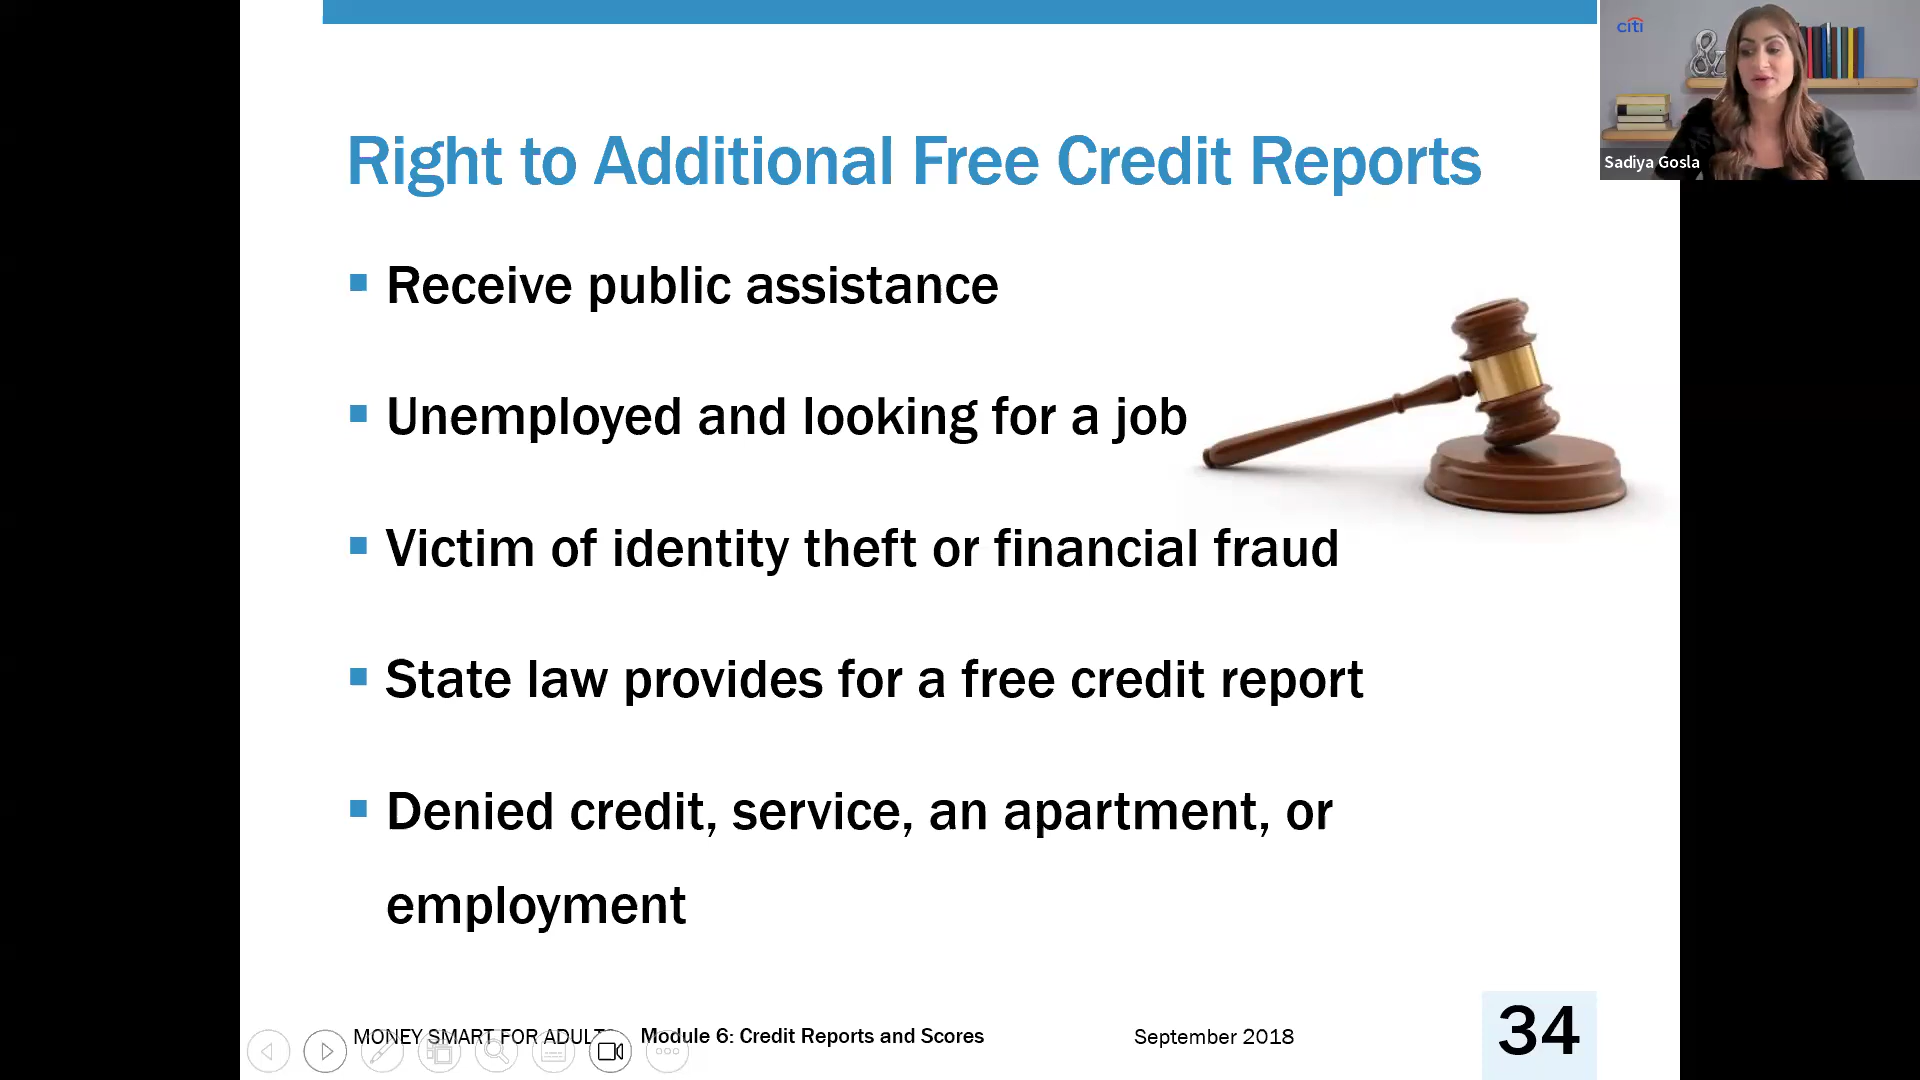 citi
Sadiya Gosla
Right to Additional Free Credit Reports
Receive public assistance
Unemployed and looking for a job
Victim of identity theft or financial fraud
State law provides for a free credit report
Denied credit, service, an apartment, or
employment
MONEY SMART FOR ADULTS Module 6: Credit Reports and Scores September 2018 34